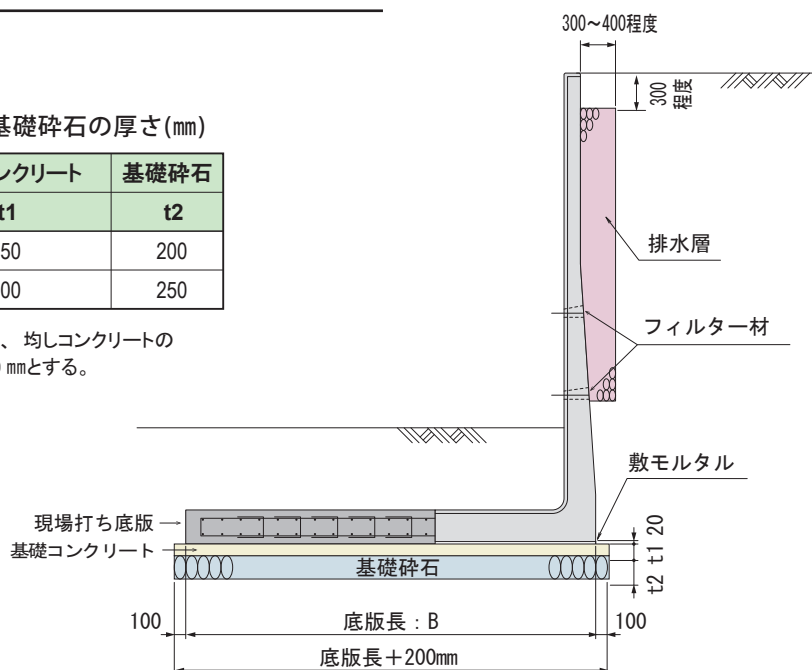 300～400程度
300
程度
基礎砕石の厚さ(㎜)
ンクリート 基礎砕石
t1 t2
50 200
00 250
、均しコンクリートの
㎜とする。
排水層
フィルター材
敷モルタル
現場打ち底版
基礎コンクリート
基礎砕石
20
t1
t2
100 底版長：B 100
底版長＋200mm